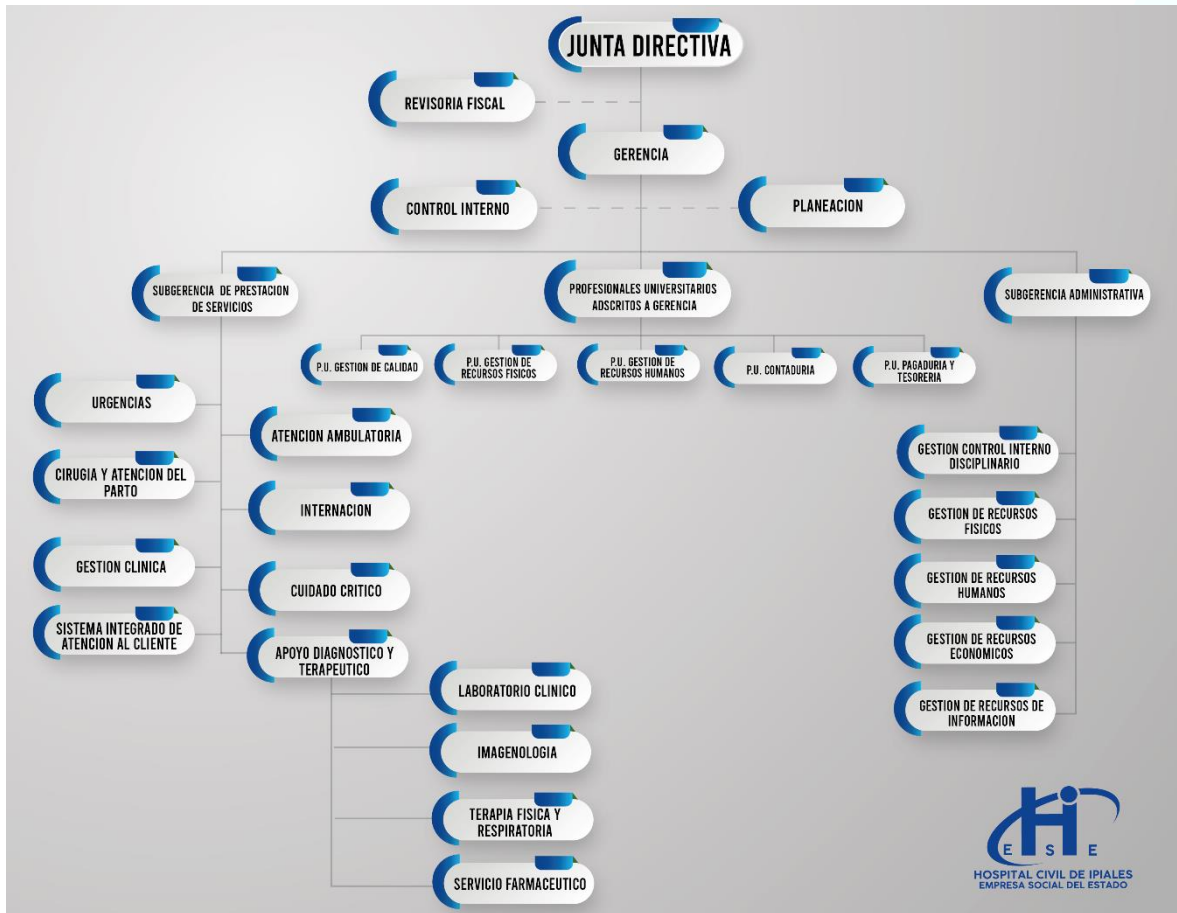 JUNTA DIRECTIVA
REVISORIA FISCAL
GERENCIA
CONTROL INTERNO
PLANEACION
SUBGERENCIA DE PRESTACION
DE SERVICIOS
PROFESIONALES UNIVERSITARIOS
ADSCRITOS A GERENCIA
SUBGERENCIA ADMINISTRATIVA
P.U. GESTION DE CALIDAD
P.U. GESTION DE
RECURSOS FISICOS
P.U. GESTION DE
RECURSOS HUMANOS
P.U. CONTADURIA
P.U. PAGADURIA Y
TESORERIA
URGENCIAS
CIRUGIA Y ATENCION DEL
PARTO
GESTION CLINICA
SISTEMA INTEGRADO DE
ATENCION AL CLIENTE
ATENCION AMBULATORIA
INTERNACION
CUIDADO CRITICO
APOYO DIAGNOSTICO Y
TERAPEUTICO
LABORATORIO CLINICO
IMAGENOLOGIA
TERAPIA FISICA Y
RESPIRATORIA
SERVICIO FARMACEUTICO
GESTION CONTROL INTERNO
DISCIPLINARIO
GESTION DE RECURSOS
FISICOS
GESTION DE RECURSOS
HUMANOS
GESTION DE RECURSOS
ECONOMICOS
GESTION DE RECURSOS DE
INFORMACION
Hi
E S E
HOSPITAL CIVIL DE IPIALES
EMPRESA SOCIAL DEL ESTADO